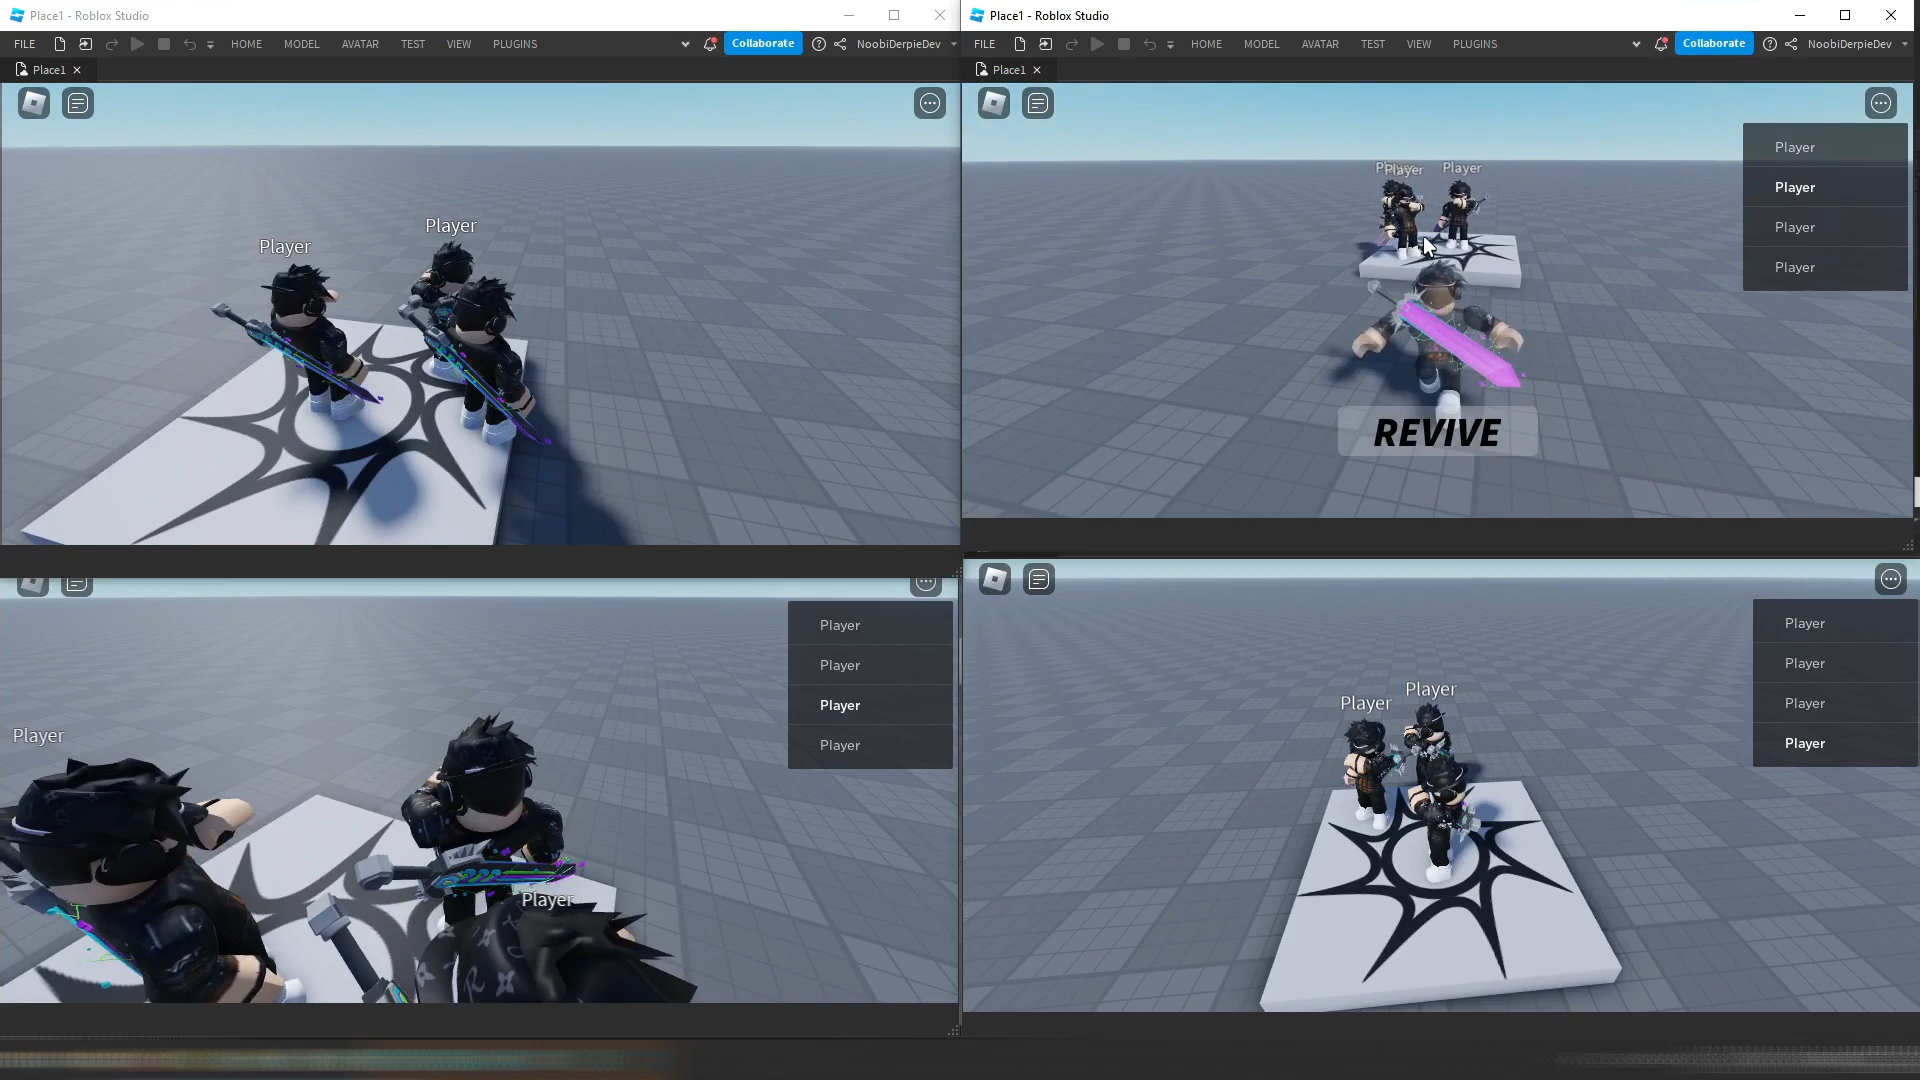 Place1 - Roblox Studio
FILE HOME MODEL AVATAR TEST VIEW PLUGINS Collaborate NoobiDerpieDev
Place1
Player
Player
Place1 - Roblox Studio
FILE HOME MODEL AVATAR TEST VIEW PLUGINS Collaborate NoobiDerpieDev
Place1
Player
Player
Player
Player
Player
Player
Player
REVIVE
Player
Player
Player
Player
Player
Player
Player
Player
Player
Player
Player
Player